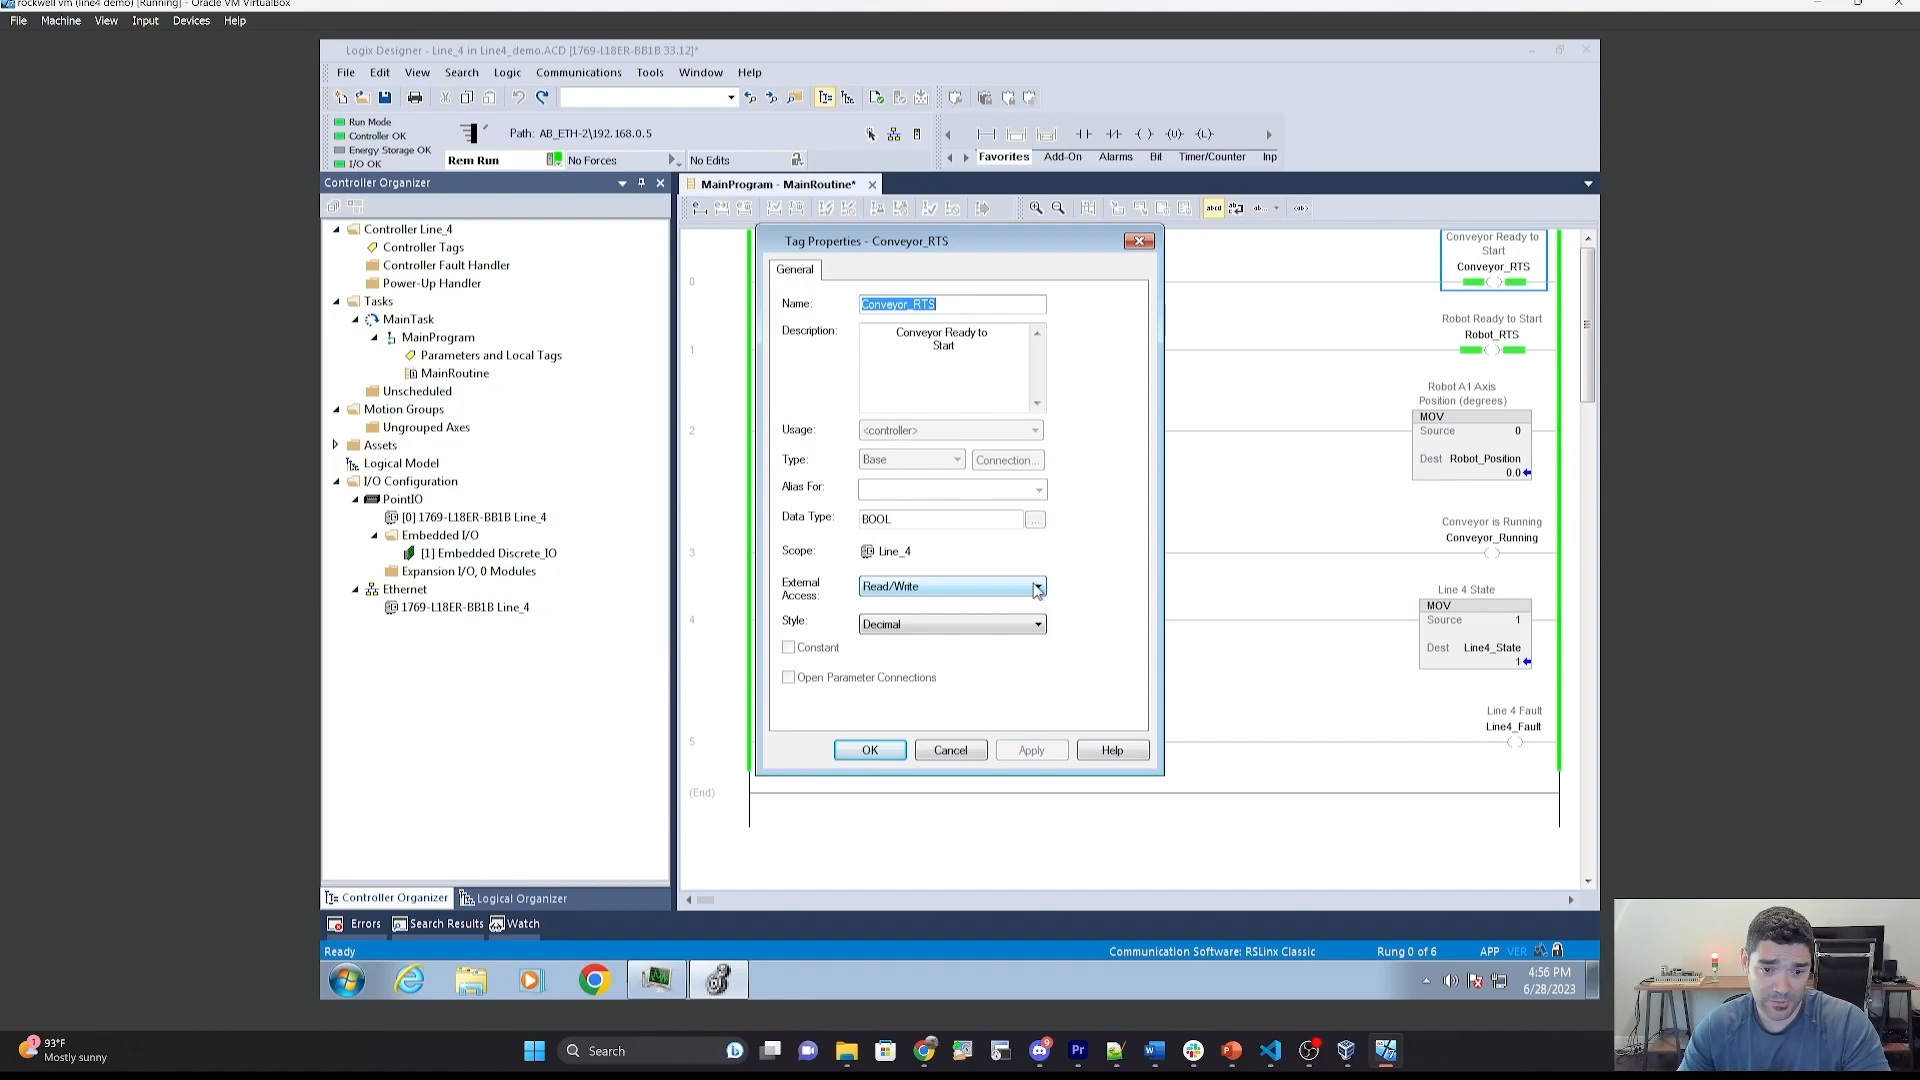 rockwell vm (line4 demo) [Running] - Oracle VM VirtualBox
File Machine View Input Devices Help
Logix Designer - Line_4 in Line4_demo.ACD [1769-L18ER-BB1B 33.12]*
File Edit View Search Logic Communications Tools Window Help
Run Mode
Controller OK
Energy Storage OK
I/O OK
Path: AB_ETH-2\192.168.0.5
Rem Run No Forces No Edits
Favorites Add-On Alarms Bit Timer/Counter Inp
Controller Organizer
Controller Line_4
Controller Tags
Controller Fault Handler
Power-Up Handler
Tasks
MainTask
MainProgram
Parameters and Local Tags
MainRoutine
Unscheduled
Motion Groups
Ungrouped Axes
Assets
Logical Model
I/O Configuration
PointIO
[0] 1769-L18ER-BB1B Line_4
Embedded I/O
[1] Embedded Discrete_IO
Expansion I/O, 0 Modules
Ethernet
1769-L18ER-BB1B Line_4
Controller Organizer Logical Organizer
MainProgram - MainRoutine*
Tag Properties - Conveyor_RTS
General
Name: Conveyor_RTS
Description: Conveyor Ready to
Start
Usage: <controller>
Type: Base Connection...
Alias For:
Data Type: BOOL ...
Scope: Line_4
External
Access: Read/Write
Style: Decimal
Constant
Open Parameter Connections
OK Cancel Apply Help
0
Conveyor Ready to
Start
Conveyor_RTS
1
Robot Ready to Start
Robot_RTS
2
Robot A1 Axis
Position (degrees)
MOV
Source 0
Dest Robot_Position
0.0
3
Conveyor is Running
Conveyor_Running
4
Line 4 State
MOV
Source 1
Dest Line4_State
1
5
Line 4 Fault
Line4_Fault
(End)
Errors Search Results Watch
Ready Communication Software: RSLinx Classic Rung 0 of 6 APP VER
4:56 PM
6/28/2023
93°F
Mostly sunny
Search